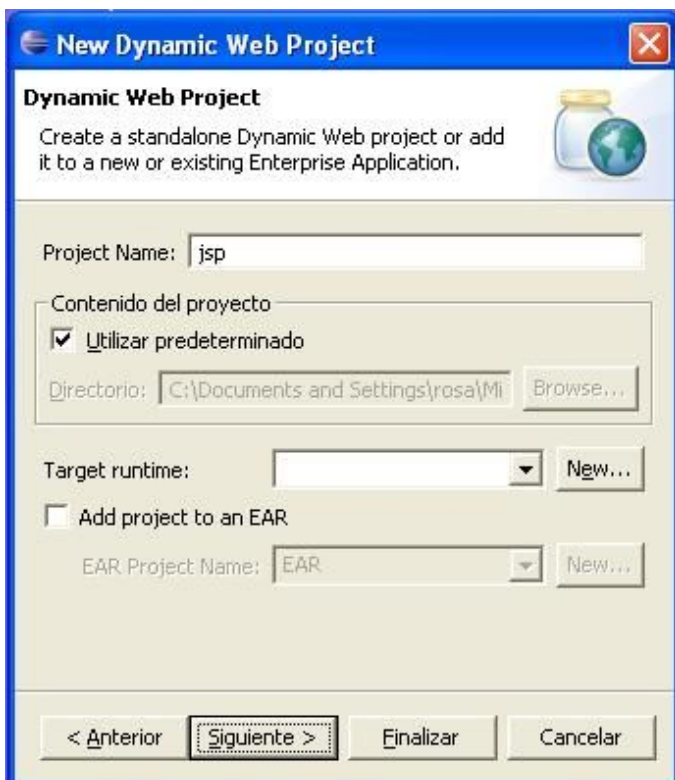 New Dynamic Web Project
Dynamic Web Project
Create a standalone Dynamic Web project or add
it to a new or existing Enterprise Application.
Project Name: jsp
Contenido del proyecto
Utilizar predeterminado
Directorio: C:\Documents and Settings\rosa\Mi Browse...
Target runtime: New...
Add project to an EAR
EAR Project Name: EAR New...
< Anterior Siguiente > Finalizar Cancelar